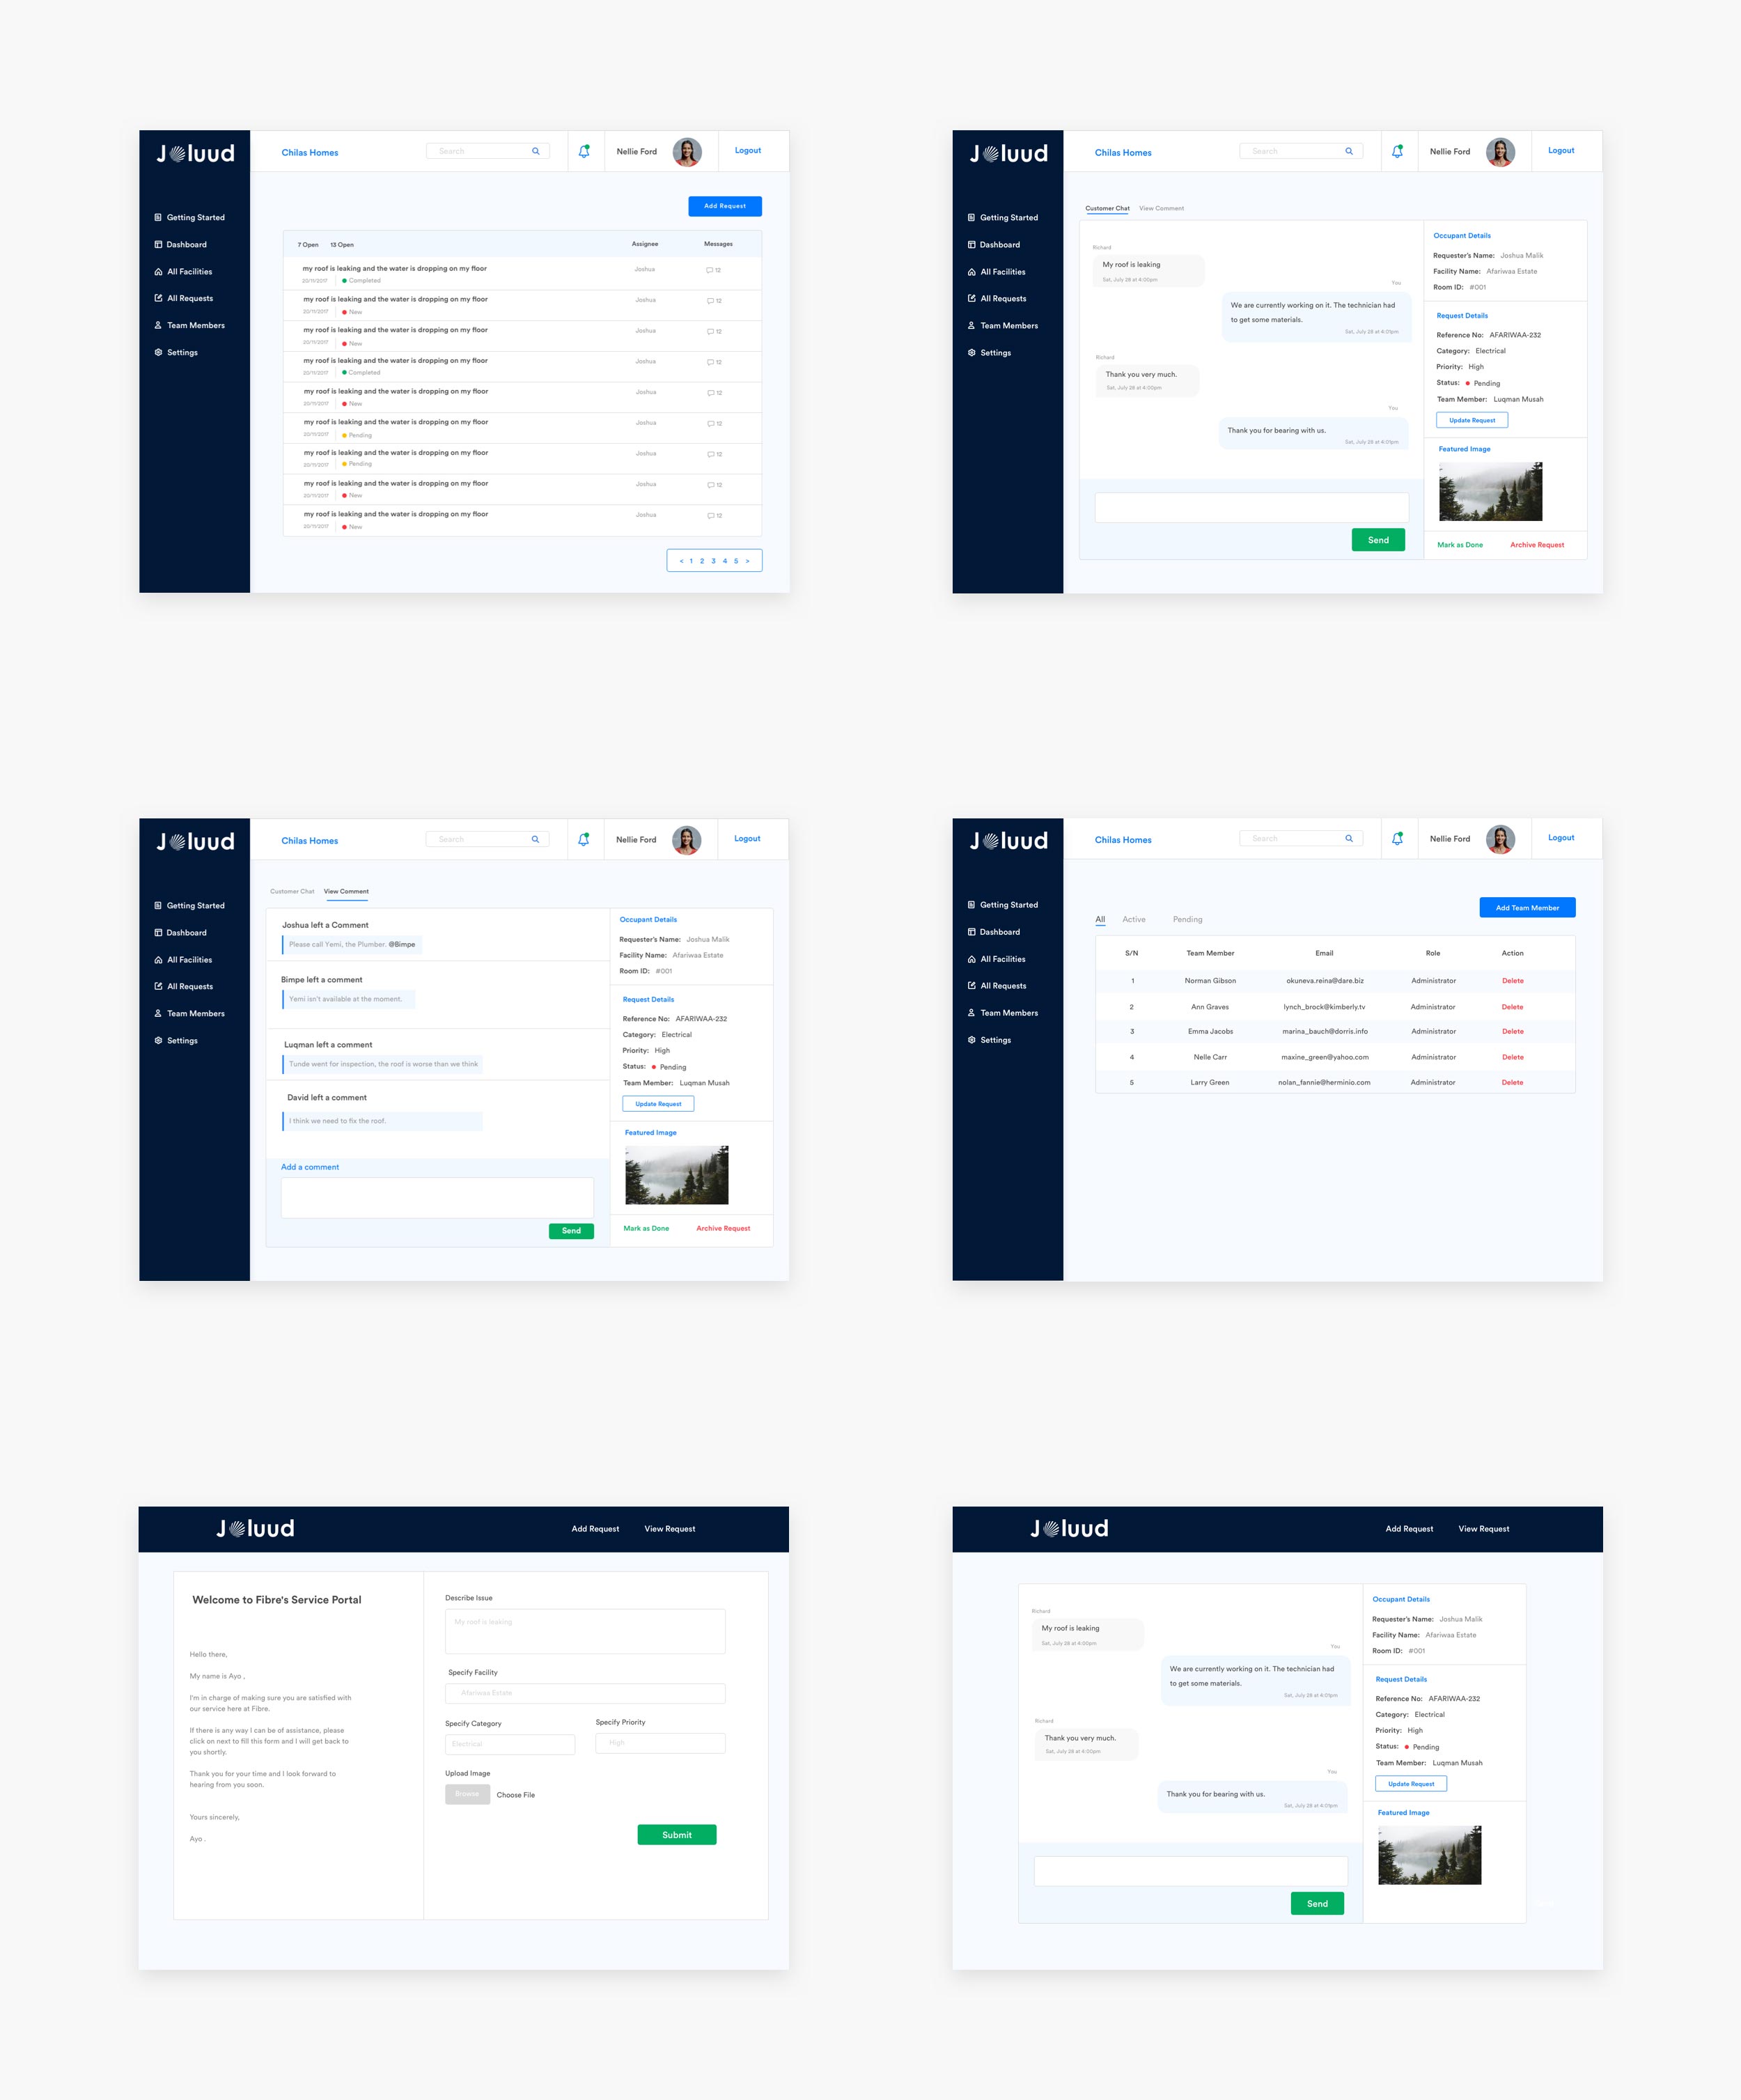 Joluud
Chilas Homes
Search
Nellie Ford
Logout
Getting Started
Dashboard
All Facilities
All Requests
Team Members
Settings
Add Request
7 Open 13 Open Assignee Messages
my roof is leaking and the water is dropping on my floor Joshua 12
20/11/2017 Completed
my roof is leaking and the water is dropping on my floor Joshua 12
20/11/2017 New
my roof is leaking and the water is dropping on my floor Joshua 12
20/11/2017 New
my roof is leaking and the water is dropping on my floor Joshua 12
20/11/2017 Completed
my roof is leaking and the water is dropping on my floor Joshua 12
20/11/2017 New
my roof is leaking and the water is dropping on my floor Joshua 12
20/11/2017 Pending
my roof is leaking and the water is dropping on my floor Joshua 12
20/11/2017 Pending
my roof is leaking and the water is dropping on my floor Joshua 12
20/11/2017 New
my roof is leaking and the water is dropping on my floor Joshua 12
20/11/2017 New
< 1 2 3 4 5 >
Joluud
Chilas Homes
Search
Nellie Ford
Logout
Getting Started
Dashboard
All Facilities
All Requests
Team Members
Settings
Customer Chat View Comment
Richard
My roof is leaking
Sat, July 28 at 4:00pm
You
We are currently working on it. The technician had
to get some materials.
Sat, July 28 at 4:01pm
Richard
Thank you very much.
Sat, July 28 at 4:00pm
You
Thank you for bearing with us.
Sat, July 28 at 4:01pm
Send
Occupant Details
Requester's Name: Joshua Malik
Facility Name: Afariwaa Estate
Room ID: #001
Request Details
Reference No: AFARIWAA-232
Category: Electrical
Priority: High
Status: Pending
Team Member: Luqman Musah
Update Request
Featured Image
Mark as Done Archive Request
Joluud
Chilas Homes
Search
Nellie Ford
Logout
Getting Started
Dashboard
All Facilities
All Requests
Team Members
Settings
Customer Chat View Comment
Joshua left a Comment
Please call Yemi, the Plumber. @Bimpe
Bimpe left a comment
Yemi isn't available at the moment.
Luqman left a comment
Tunde went for inspection, the roof is worse than we think
David left a comment
I think we need to fix the roof.
Add a comment
Send
Occupant Details
Requester's Name: Joshua Malik
Facility Name: Afariwaa Estate
Room ID: #001
Request Details
Reference No: AFARIWAA-232
Category: Electrical
Priority: High
Status: Pending
Team Member: Luqman Musah
Update Request
Featured Image
Mark as Done Archive Request
Joluud
Chilas Homes
Search
Nellie Ford
Logout
Getting Started
Dashboard
All Facilities
All Requests
Team Members
Settings
Add Team Member
All Active Pending
S/N Team Member Email Role Action
1 Norman Gibson okuneva.reina@dare.biz Administrator Delete
2 Ann Graves lynch_brock@kimberly.tv Administrator Delete
3 Emma Jacobs marina_bauch@dorris.info Administrator Delete
4 Nelle Carr maxine_green@yahoo.com Administrator Delete
5 Larry Green nolan_fannie@herminio.com Administrator Delete
Joluud
Add Request View Request
Welcome to Fibre's Service Portal
Hello there,
My name is Ayo ,
I'm in charge of making sure you are satisfied with
our service here at Fibre.
If there is any way I can be of assistance, please
click on next to fill this form and I will get back to
you shortly.
Thank you for your time and I look forward to
hearing from you soon.
Yours sincerely,
Ayo .
Describe Issue
My roof is leaking
Specify Facility
Afariwaa Estate
Specify Category Specify Priority
Electrical High
Upload Image
Browse Choose File
Submit
Joluud
Add Request View Request
Richard
My roof is leaking
Sat, July 28 at 4:00pm
You
We are currently working on it. The technician had
to get some materials.
Sat, July 28 at 4:01pm
Richard
Thank you very much.
Sat, July 28 at 4:00pm
You
Thank you for bearing with us.
Sat, July 28 at 4:01pm
Send
Occupant Details
Requester's Name: Joshua Malik
Facility Name: Afariwaa Estate
Room ID: #001
Request Details
Reference No: AFARIWAA-232
Category: Electrical
Priority: High
Status: Pending
Team Member: Luqman Musah
Update Request
Featured Image